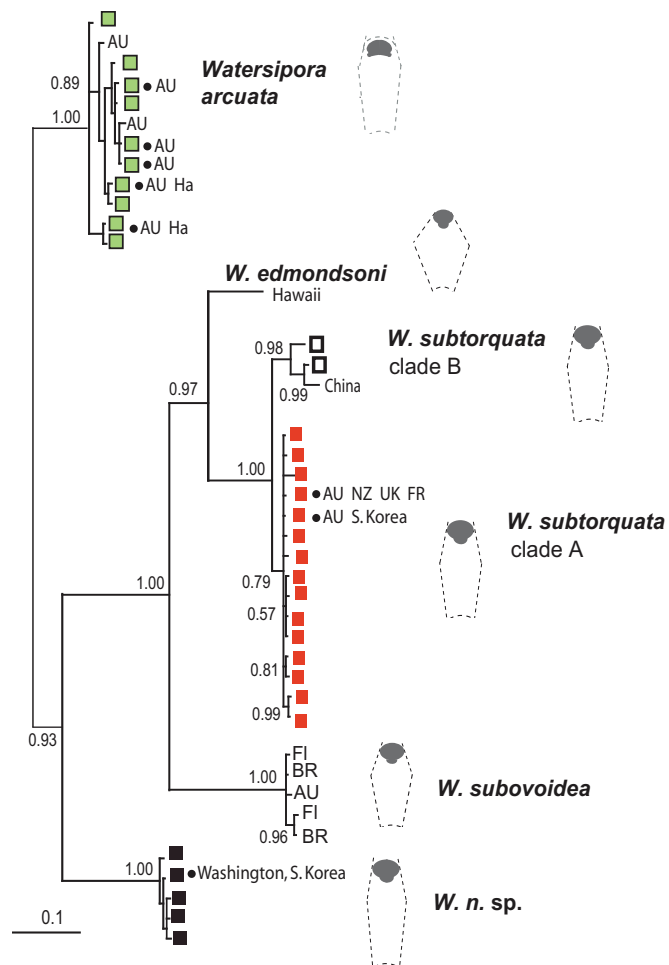 AU
0.89
Watersipora
arcuata
AU
1.00
AU
AU
AU
AU Ha
AU Ha
W. edmondsoni
Hawaii
W. subtorquata
clade B
0.98
0.99
China
0.97
1.00
AU NZ UK FR
AU S.Korea
W. subtorquata
clade A
0.79
1.00
0.57
0.81
0.99
0.93
FI
BR
1.00
AU
W. subovoidea
FI
0.96
BR
1.00
Washington, S. Korea
W. n. sp.
0.1